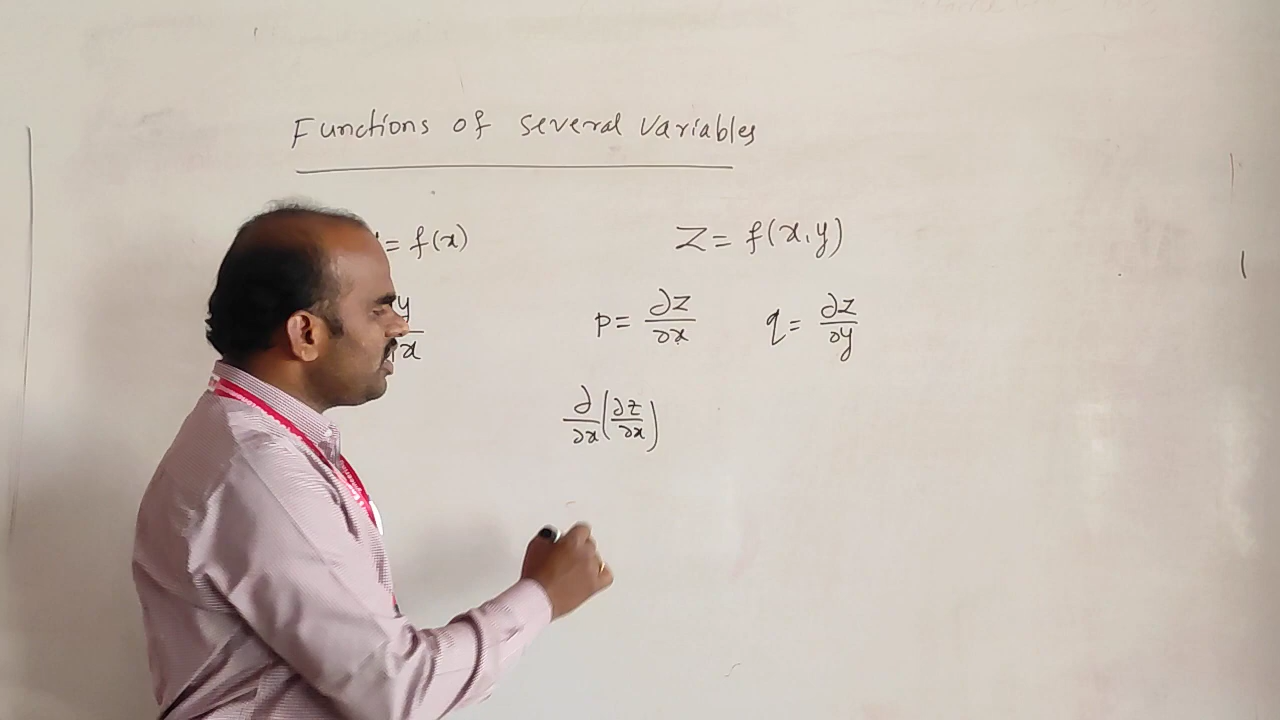 Functions of several variables
= f(x) Z = f(x,y)
y/x p = ∂z/∂x q = ∂z/∂y
∂/∂x(∂z/∂x)